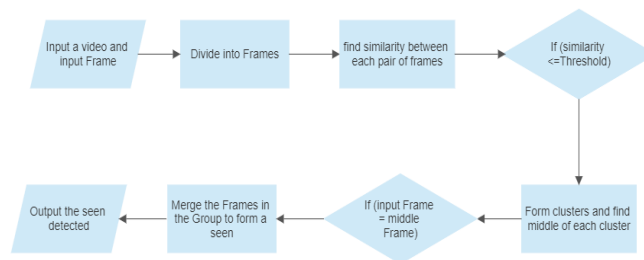 Input a video and
input Frame
Divide into Frames
find similarity between
each pair of frames
If (similarity
<=Threshold)
Form clusters and find
middle of each cluster
If (input Frame
= middle
Frame)
Merge the Frames in
the Group to form a
seen
Output the seen
detected